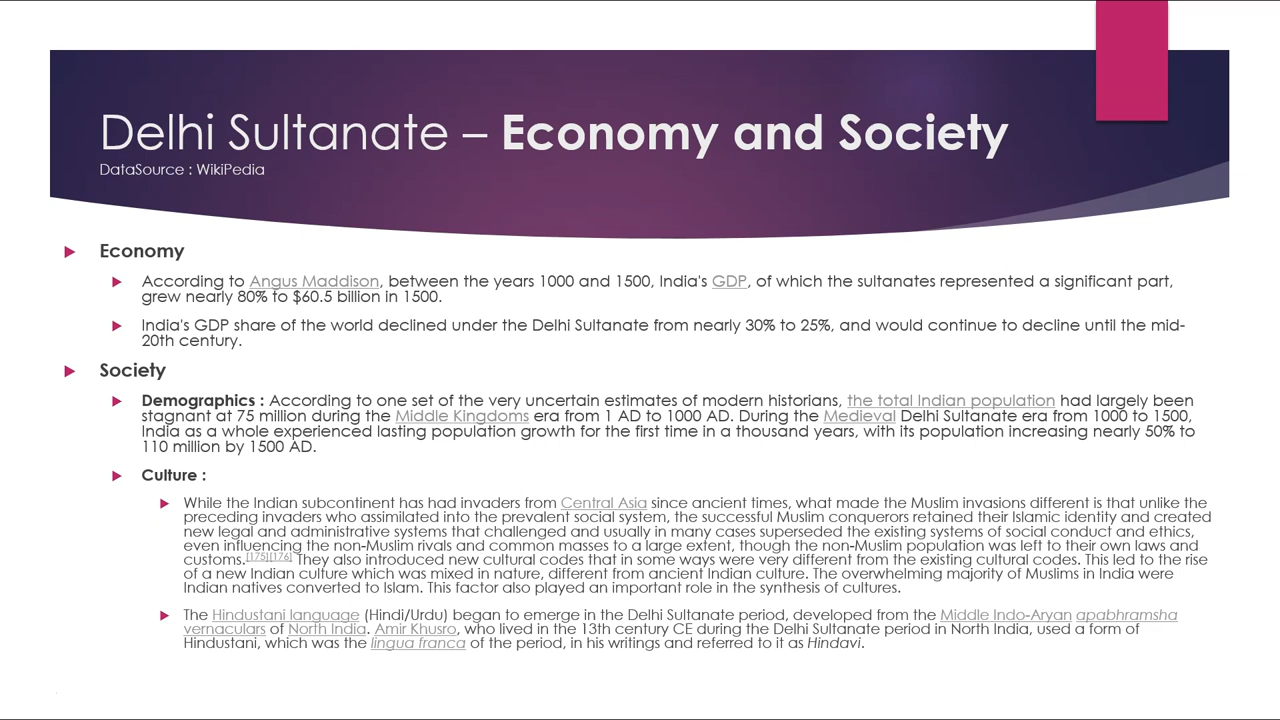 Delhi Sultanate – Economy and Society
DataSource : WikiPedia
Economy
According to Angus Maddison, between the years 1000 and 1500, India's GDP, of which the sultanates represented a significant part,
grew nearly 80% to $60.5 billion in 1500.
India's GDP share of the world declined under the Delhi Sultanate from nearly 30% to 25%, and would continue to decline until the mid-
20th century.
Society
Demographics : According to one set of the very uncertain estimates of modern historians, the total Indian population had largely been
stagnant at 75 million during the Middle Kingdoms era from 1 AD to 1000 AD. During the Medieval Delhi Sultanate era from 1000 to 1500,
India as a whole experienced lasting population growth for the first time in a thousand years, with its population increasing nearly 50% to
110 million by 1500 AD.
Culture :
While the Indian subcontinent has had invaders from Central Asia since ancient times, what made the Muslim invasions different is that unlike the
preceding invaders who assimilated into the prevalent social system, the successful Muslim conquerors retained their Islamic identity and created
new legal and administrative systems that challenged and usually in many cases superseded the existing systems of social conduct and ethics,
even influencing the non-Muslim rivals and common masses to a large extent, though the non-Muslim population was left to their own laws and
customs.[175][176] They also introduced new cultural codes that in some ways were very different from the existing cultural codes. This led to the rise
of a new Indian culture which was mixed in nature, different from ancient Indian culture. The overwhelming majority of Muslims in India were
Indian natives converted to Islam. This factor also played an important role in the synthesis of cultures.
The Hindustani language (Hindi/Urdu) began to emerge in the Delhi Sultanate period, developed from the Middle Indo-Aryan apabhramsha
vernaculars of North India. Amir Khusro, who lived in the 13th century CE during the Delhi Sultanate period in North India, used a form of
Hindustani, which was the lingua franca of the period, in his writings and referred to it as Hindavi.